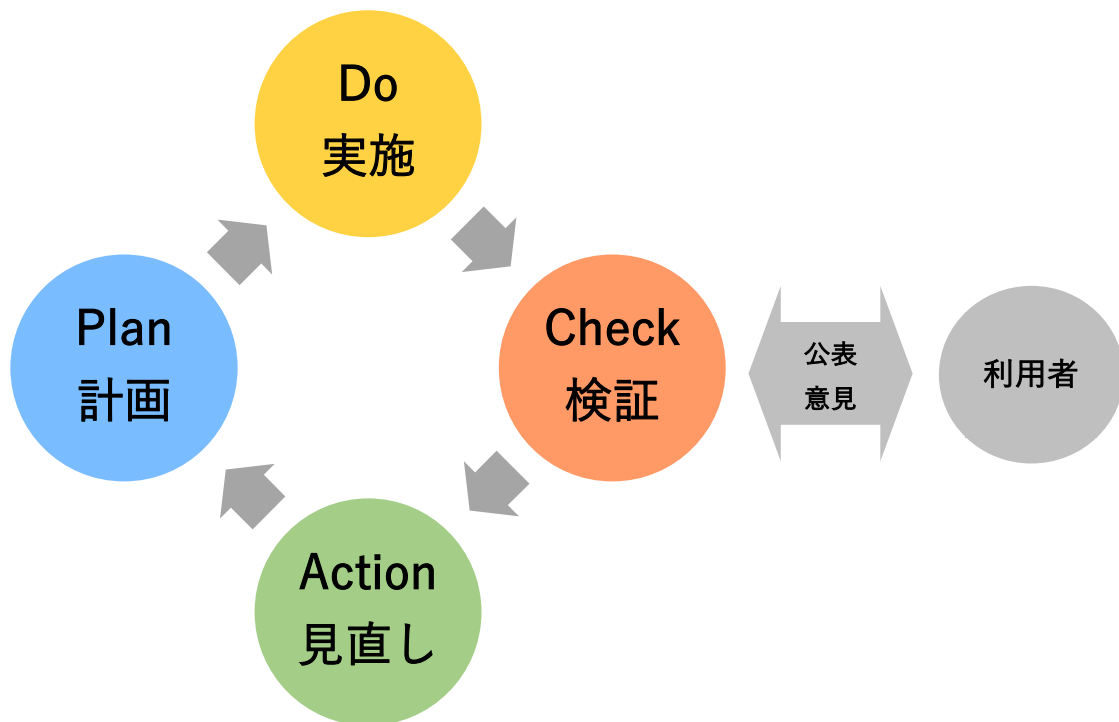 Do
実施
Plan
計画
Check
検証
公表
意見
利用者
Action
見直し